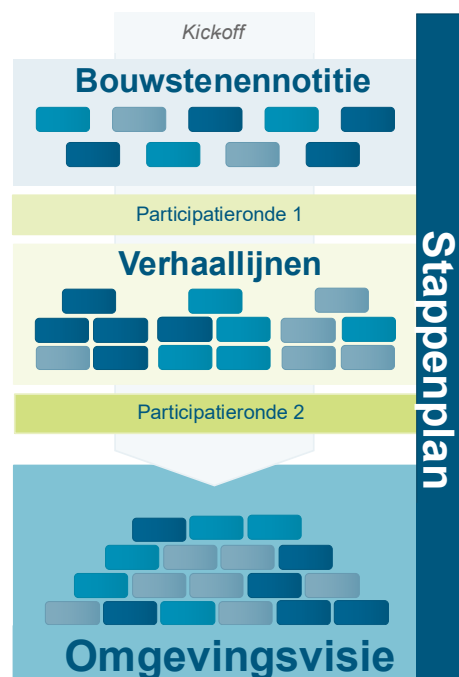 Kickoff
Bouwstenennotitie
Participatieronde 1
Verhaallijnen
Participatieronde 2
Omgevingsvisie
Stappenplan